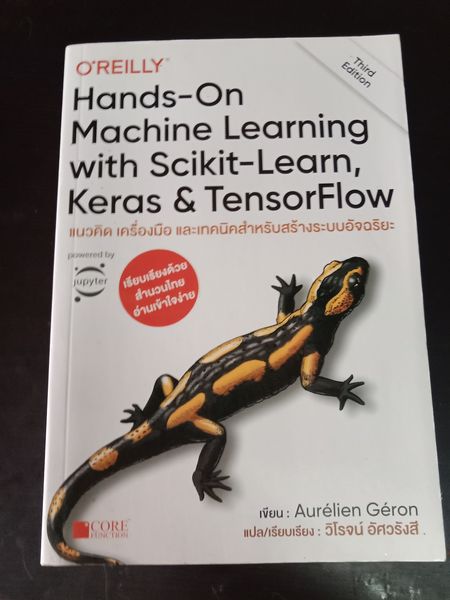 O'REILLY®
Third
Edition
Hands-On
Machine Learning
with Scikit-Learn,
Keras & TensorFlow
แนวคิด เครื่องมือ และเทคนิคสำหรับสร้างระบบอัจฉริยะ
powered by
jupyter
เรียบเรียงด้วย
สำนวนไทย
อ่านเข้าใจง่าย
เขียน : Aurélien Géron
แปล/เรียบเรียง : วิโรจน์ อัศวรังสี
CORE
FUNCTION